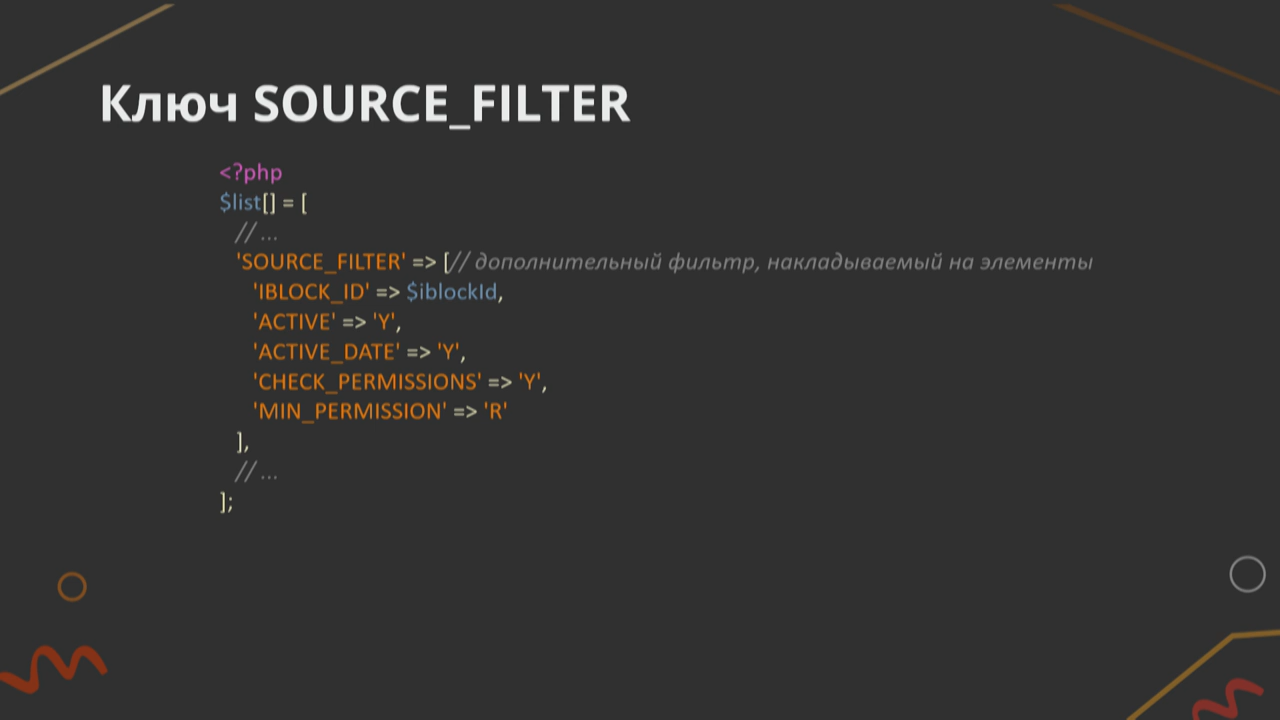 Ключ SOURCE_FILTER
<?php
$list[] = [
// ...
'SOURCE_FILTER' => [// дополнительный фильтр, накладываемый на элементы
'IBLOCK_ID' => $iblockId,
'ACTIVE' => 'Y',
'ACTIVE_DATE' => 'Y',
'CHECK_PERMISSIONS' => 'Y',
'MIN_PERMISSION' => 'R'
],
// ...
];